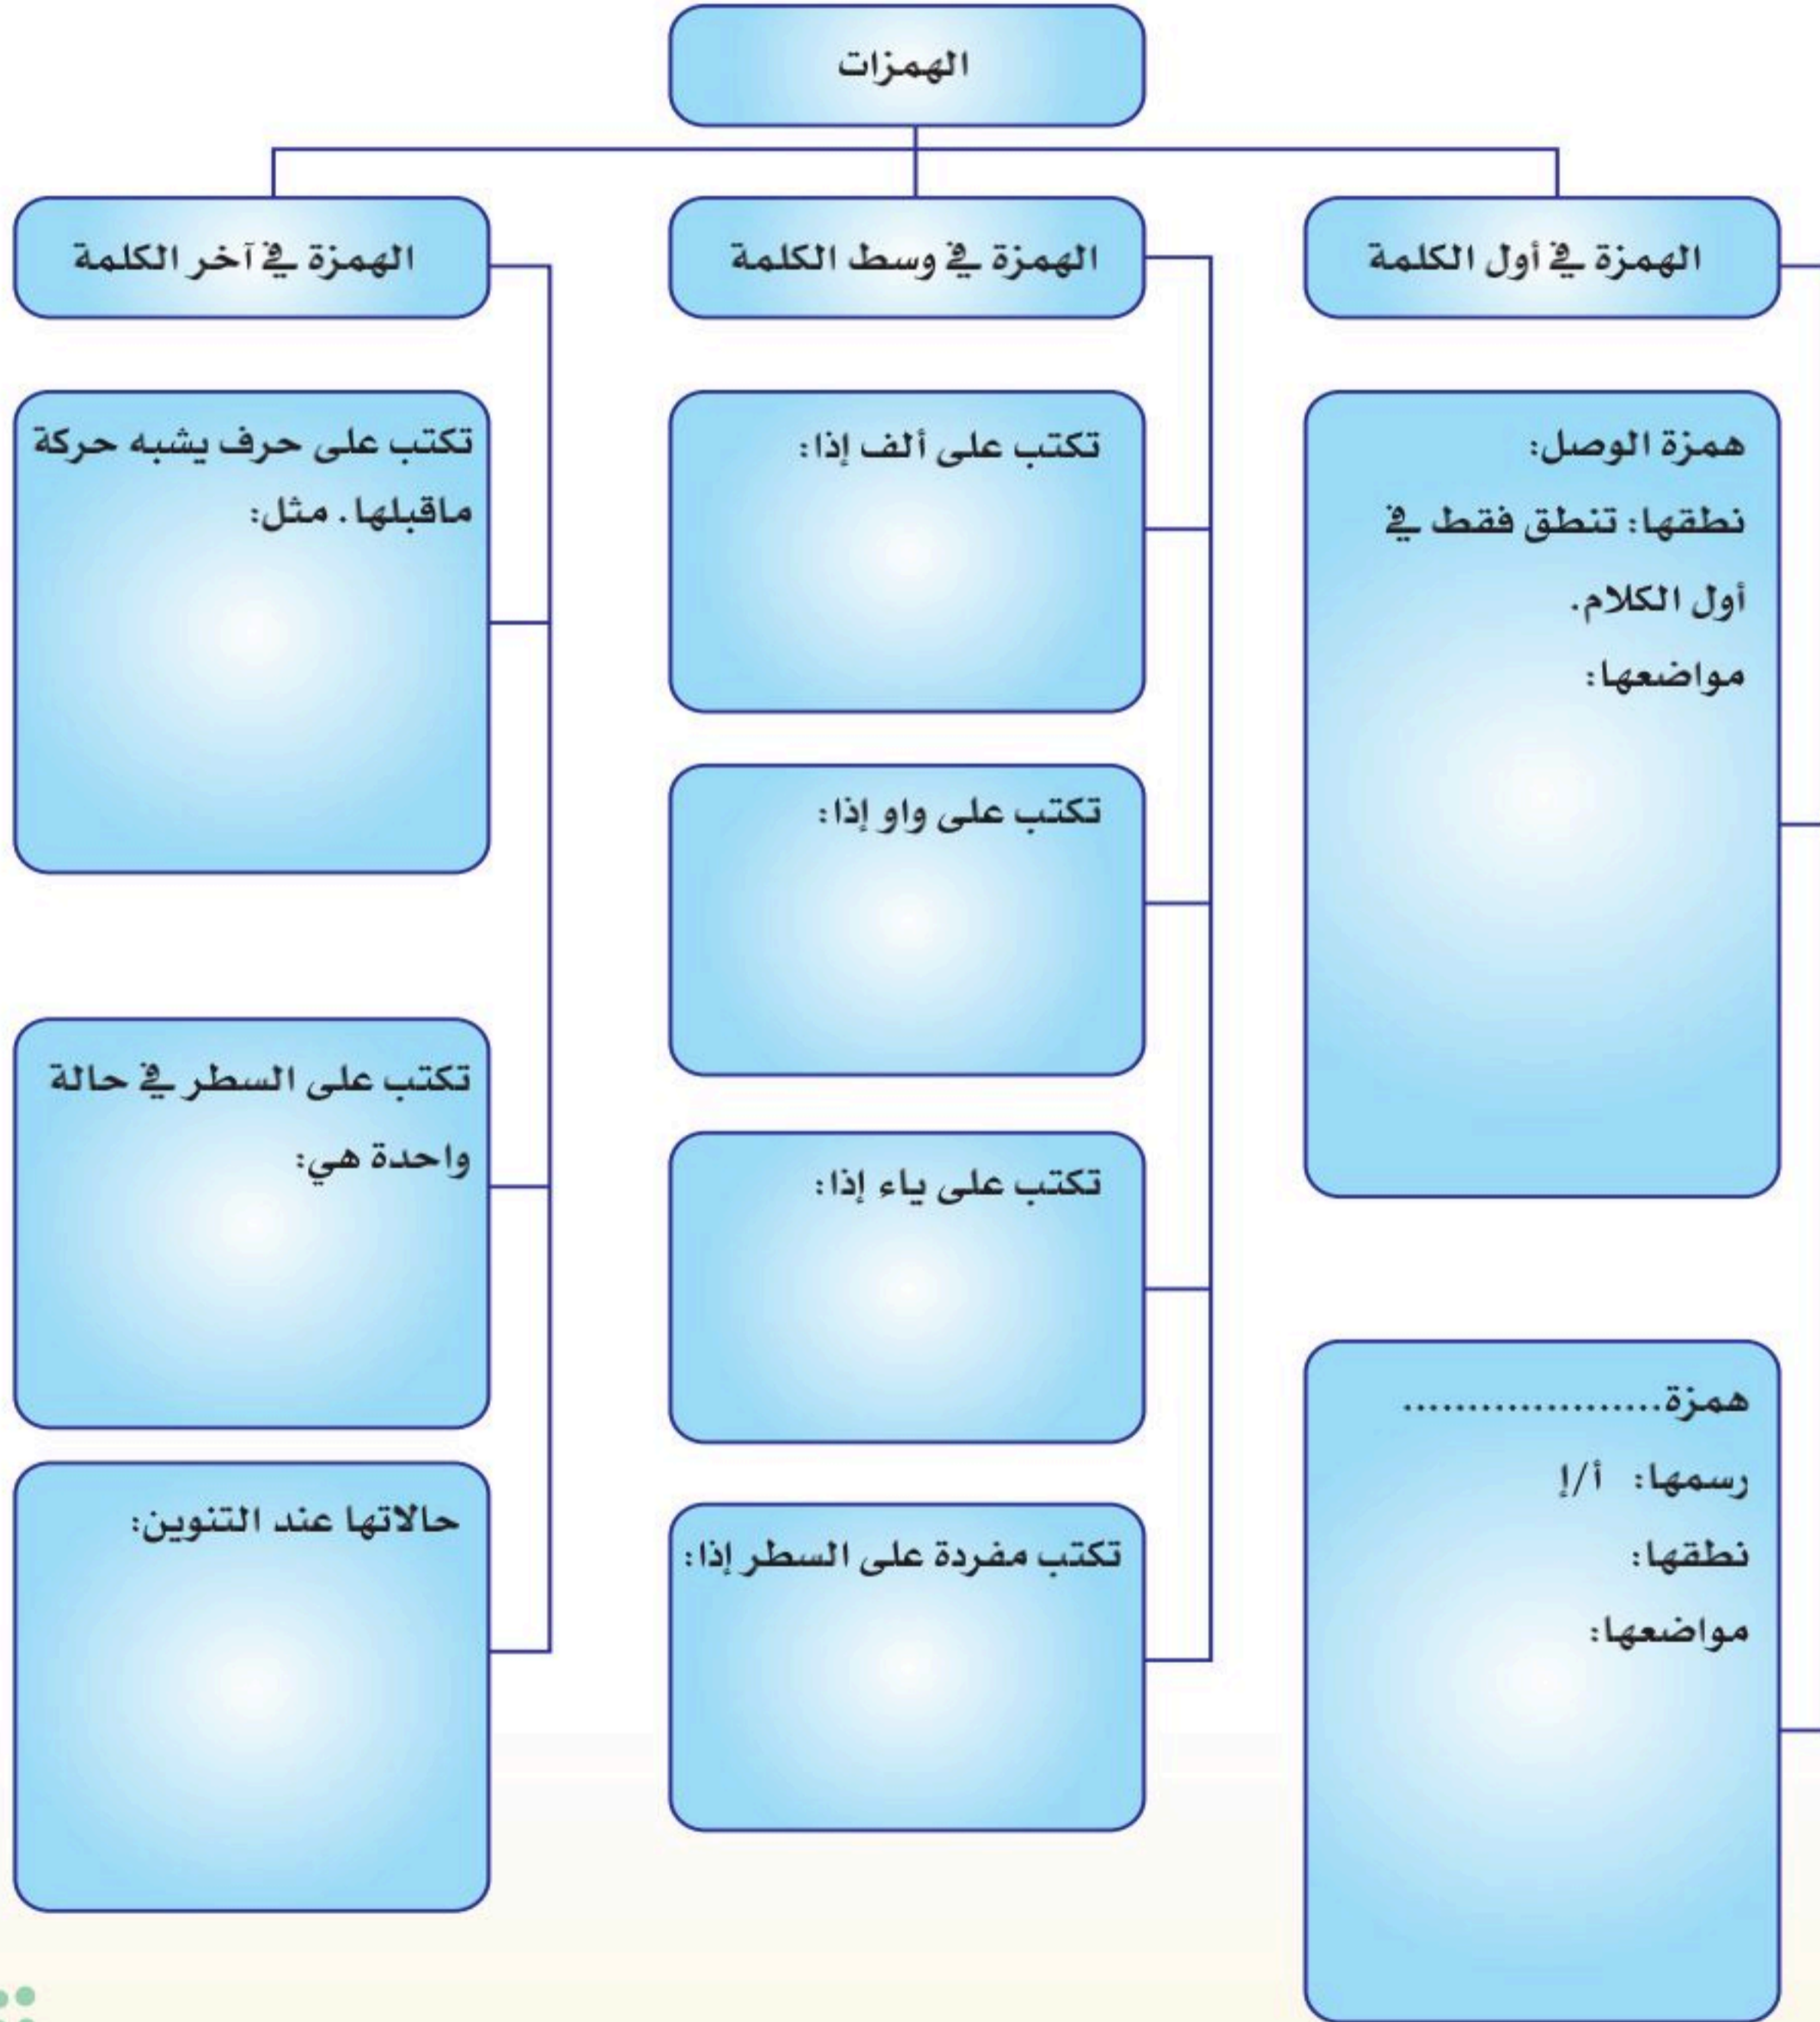 الهمزات
الهمزة في أول الكلمة
همزة الوصل:
نطقها: تنطق فقط في
أول الكلام.
مواضعها:
همزة....................
رسمها: أ/إ
نطقها:
مواضعها:
الهمزة في وسط الكلمة
تكتب على ألف إذا:
تكتب على واو إذا:
تكتب على ياء إذا:
تكتب مفردة على السطر إذا:
الهمزة في آخر الكلمة
تكتب على حرف يشبه حركة
ماقبلها. مثل:
تكتب على السطر في حالة
واحدة هي:
حالاتها عند التنوين: